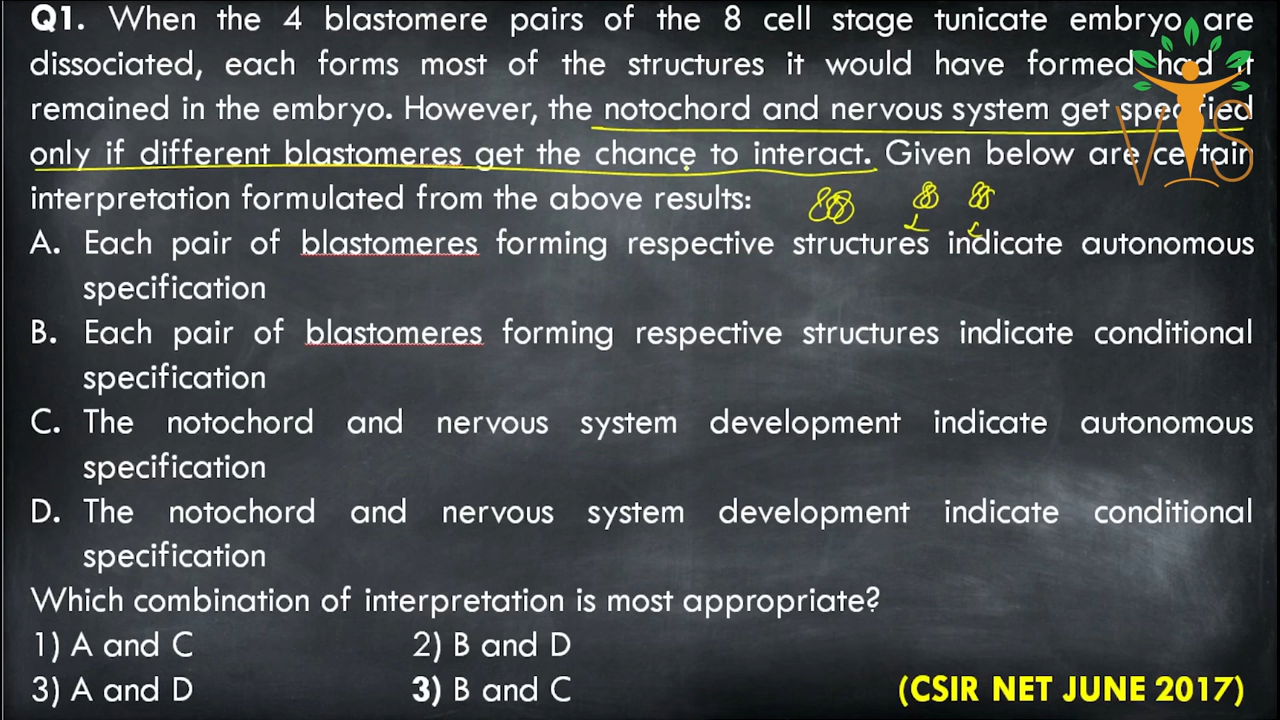 Q1. When the 4 blastomere pairs of the 8 cell stage tunicate embryo are
dissociated, each forms most of the structures it would have formed had it
remained in the embryo. However, the notochord and nervous system get specified
only if different blastomeres get the chance to interact. Given below are certain
interpretation formulated from the above results:
A. Each pair of blastomeres forming respective structures indicate autonomous
specification
B. Each pair of blastomeres forming respective structures indicate conditional
specification
C. The notochord and nervous system development indicate autonomous
specification
D. The notochord and nervous system development indicate conditional
specification
Which combination of interpretation is most appropriate?
1) A and C 2) B and D
3) A and D 3) B and C (CSIR NET JUNE 2017)
V S